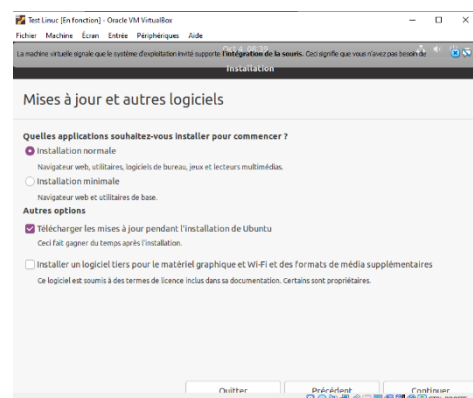 Test Linuc [En fonction] - Oracle VM VirtualBox
Fichier Machine Écran Entrée Périphériques Aide
La machine virtuelle signale que le système d'exploitation invité supporte l'intégration de la souris. Ceci signifie que vous n'avez pas besoin de
Installation
Mises à jour et autres logiciels
Quelles applications souhaitez-vous installer pour commencer ?
Installation normale
Navigateur web, utilitaires, logiciels de bureau, jeux et lecteurs multimédias.
Installation minimale
Navigateur web et utilitaires de base.
Autres options
Télécharger les mises à jour pendant l'installation de Ubuntu
Ceci fait gagner du temps après l'installation.
Installer un logiciel tiers pour le matériel graphique et Wi-Fi et des formats de média supplémentaires
Ce logiciel est soumis à des termes de licence inclus dans sa documentation. Certains sont propriétaires.
Quitter Précédent Continuer